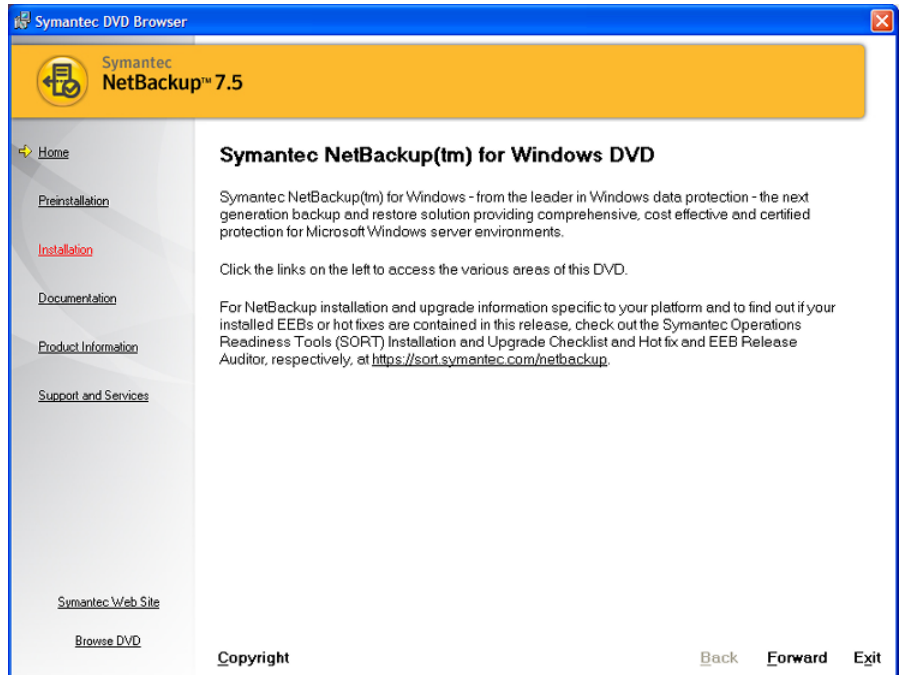 Symantec DVD Browser
Symantec
NetBackup™ 7.5
Home
Preinstallation
Installation
Documentation
Product Information
Support and Services
Symantec Web Site
Browse DVD
Symantec NetBackup(tm) for Windows DVD
Symantec NetBackup(tm) for Windows - from the leader in Windows data protection - the next
generation backup and restore solution providing comprehensive, cost effective and certified
protection for Microsoft Windows server environments.
Click the links on the left to access the various areas of this DVD.
For NetBackup installation and upgrade information specific to your platform and to find out if your
installed EEBs or hot fixes are contained in this release, check out the Symantec Operations
Readiness Tools (SORT) Installation and Upgrade Checklist and Hot fix and EEB Release
Auditor, respectively, at https://sort.symantec.com/netbackup.
Copyright
Back Forward Exit